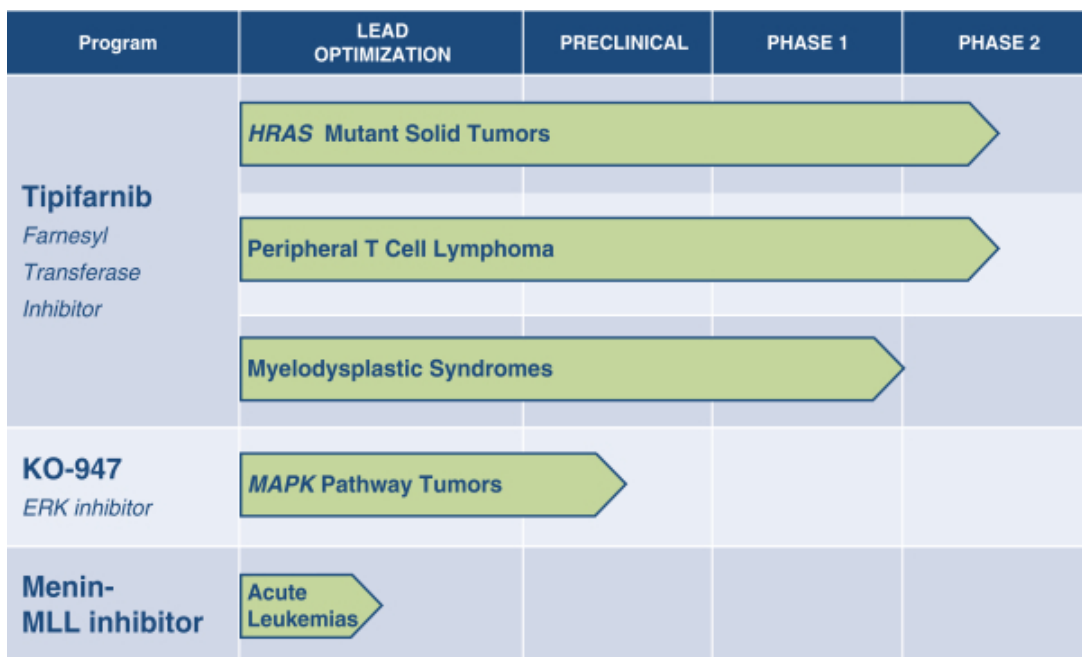 Program
LEAD
OPTIMIZATION
PRECLINICAL
PHASE 1
PHASE 2
Tipifarnib
Farnesyl
Transferase
Inhibitor
HRAS Mutant Solid Tumors
Peripheral T Cell Lymphoma
Myelodysplastic Syndromes
KO-947
ERK inhibitor
MAPK Pathway Tumors
Menin-
MLL inhibitor
Acute
Leukemias